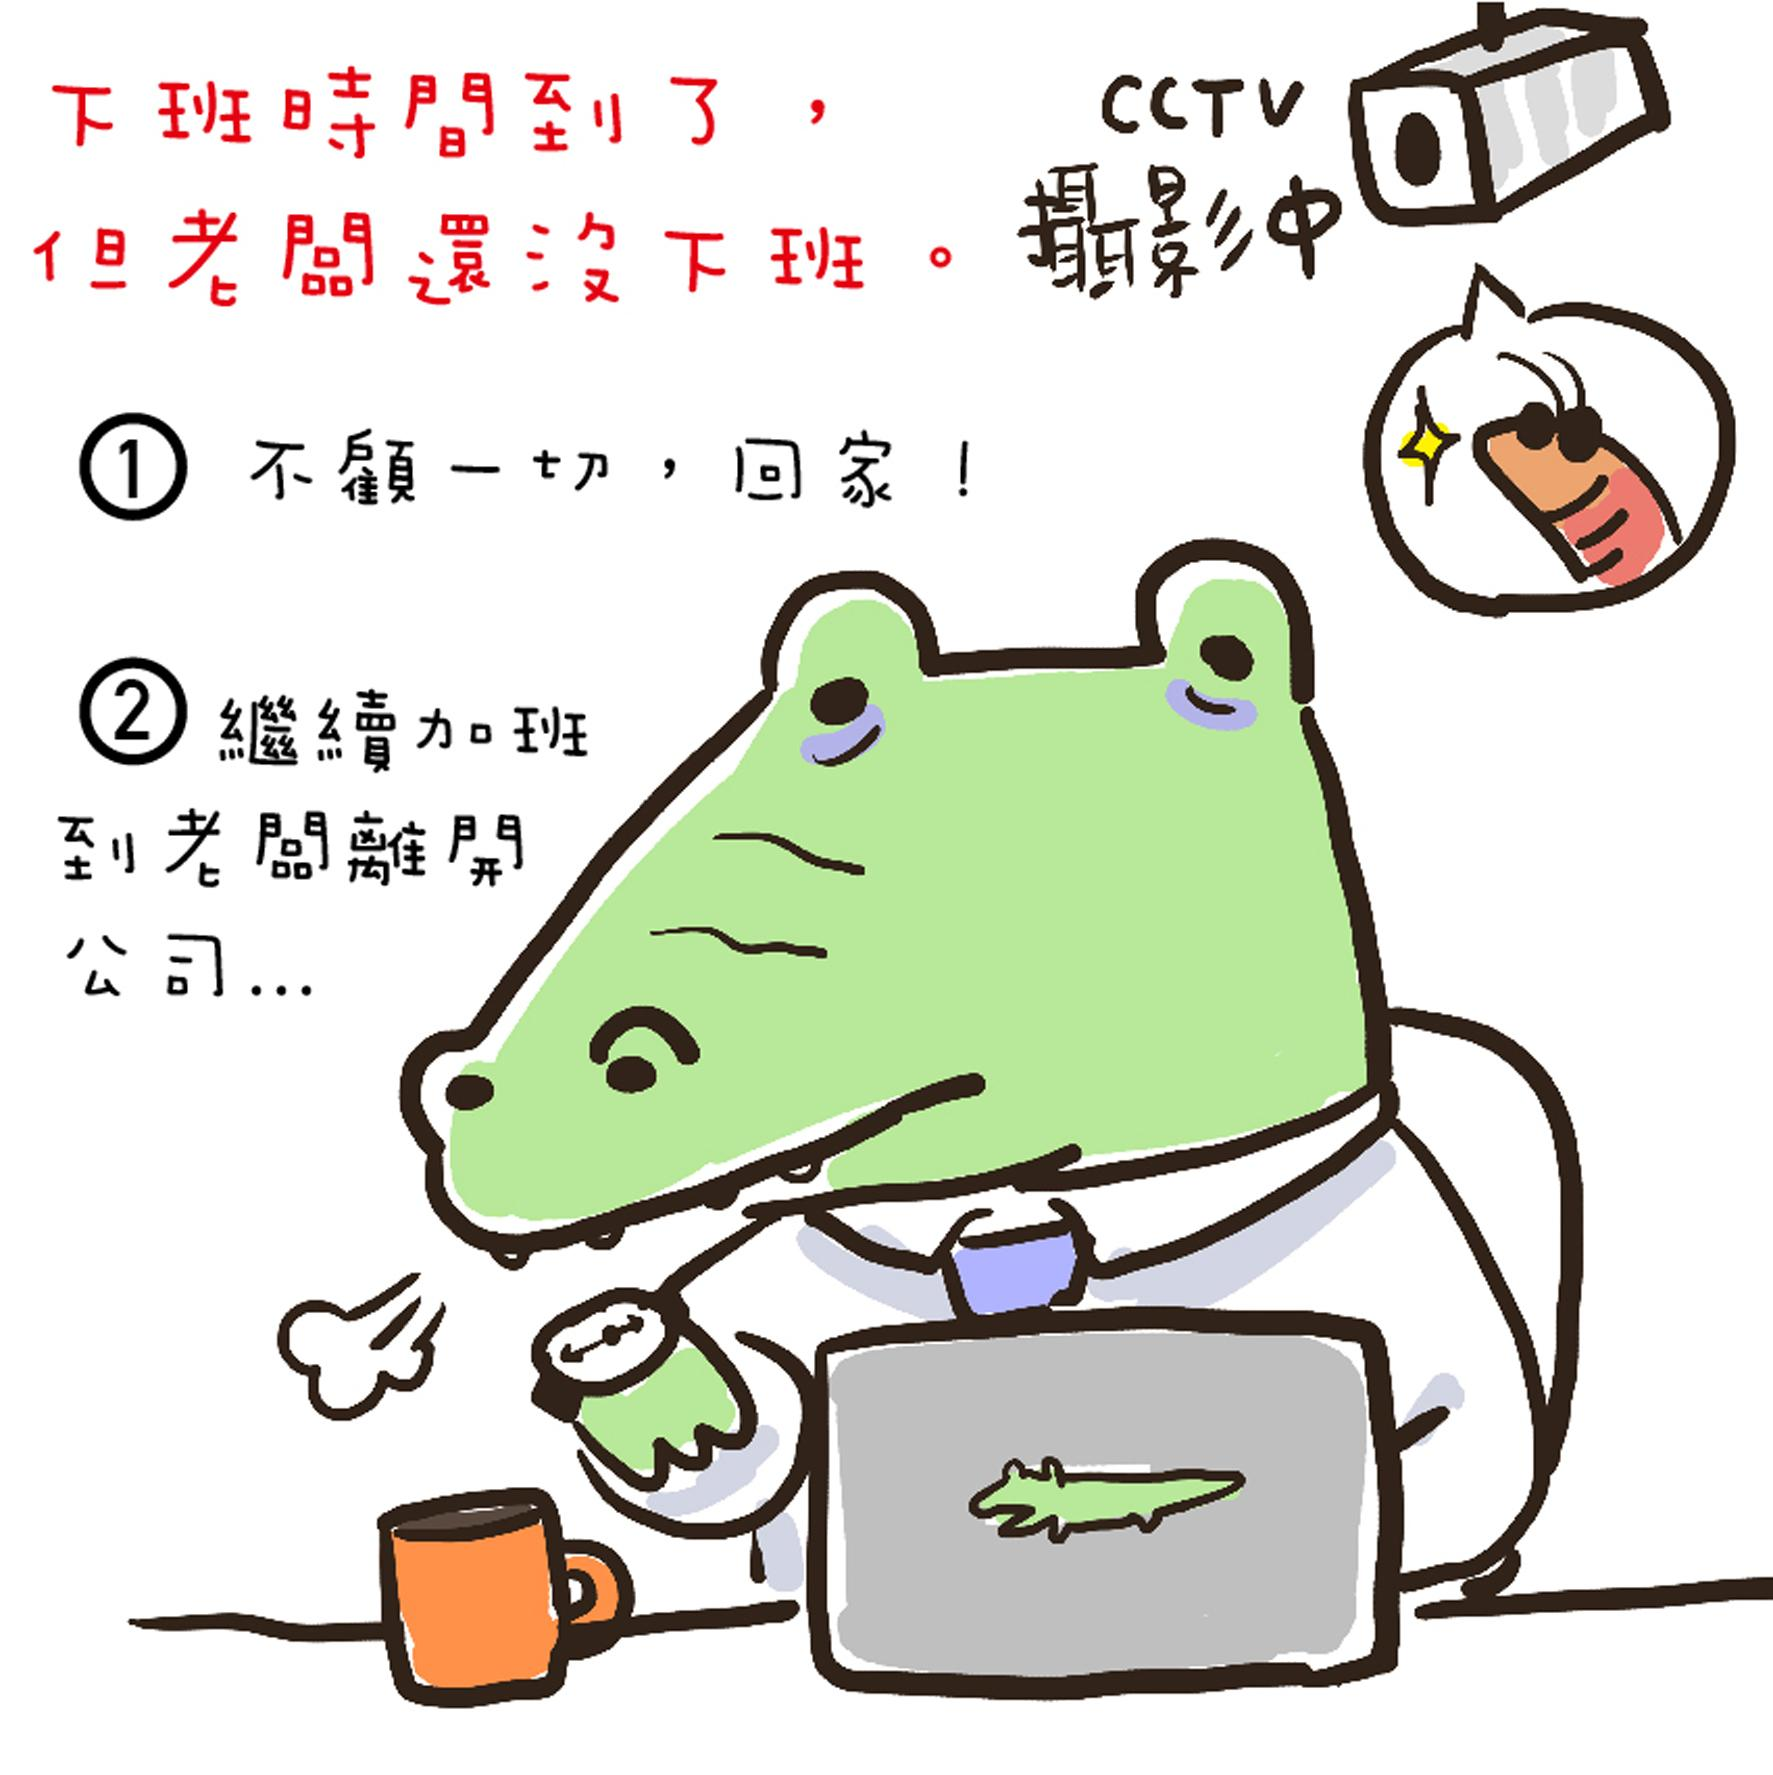 下班時間到了，
但老闆還沒下班。
CCTV
攝影中
① 不顧一切，回家！
② 繼續加班
到老闆離開
公司...